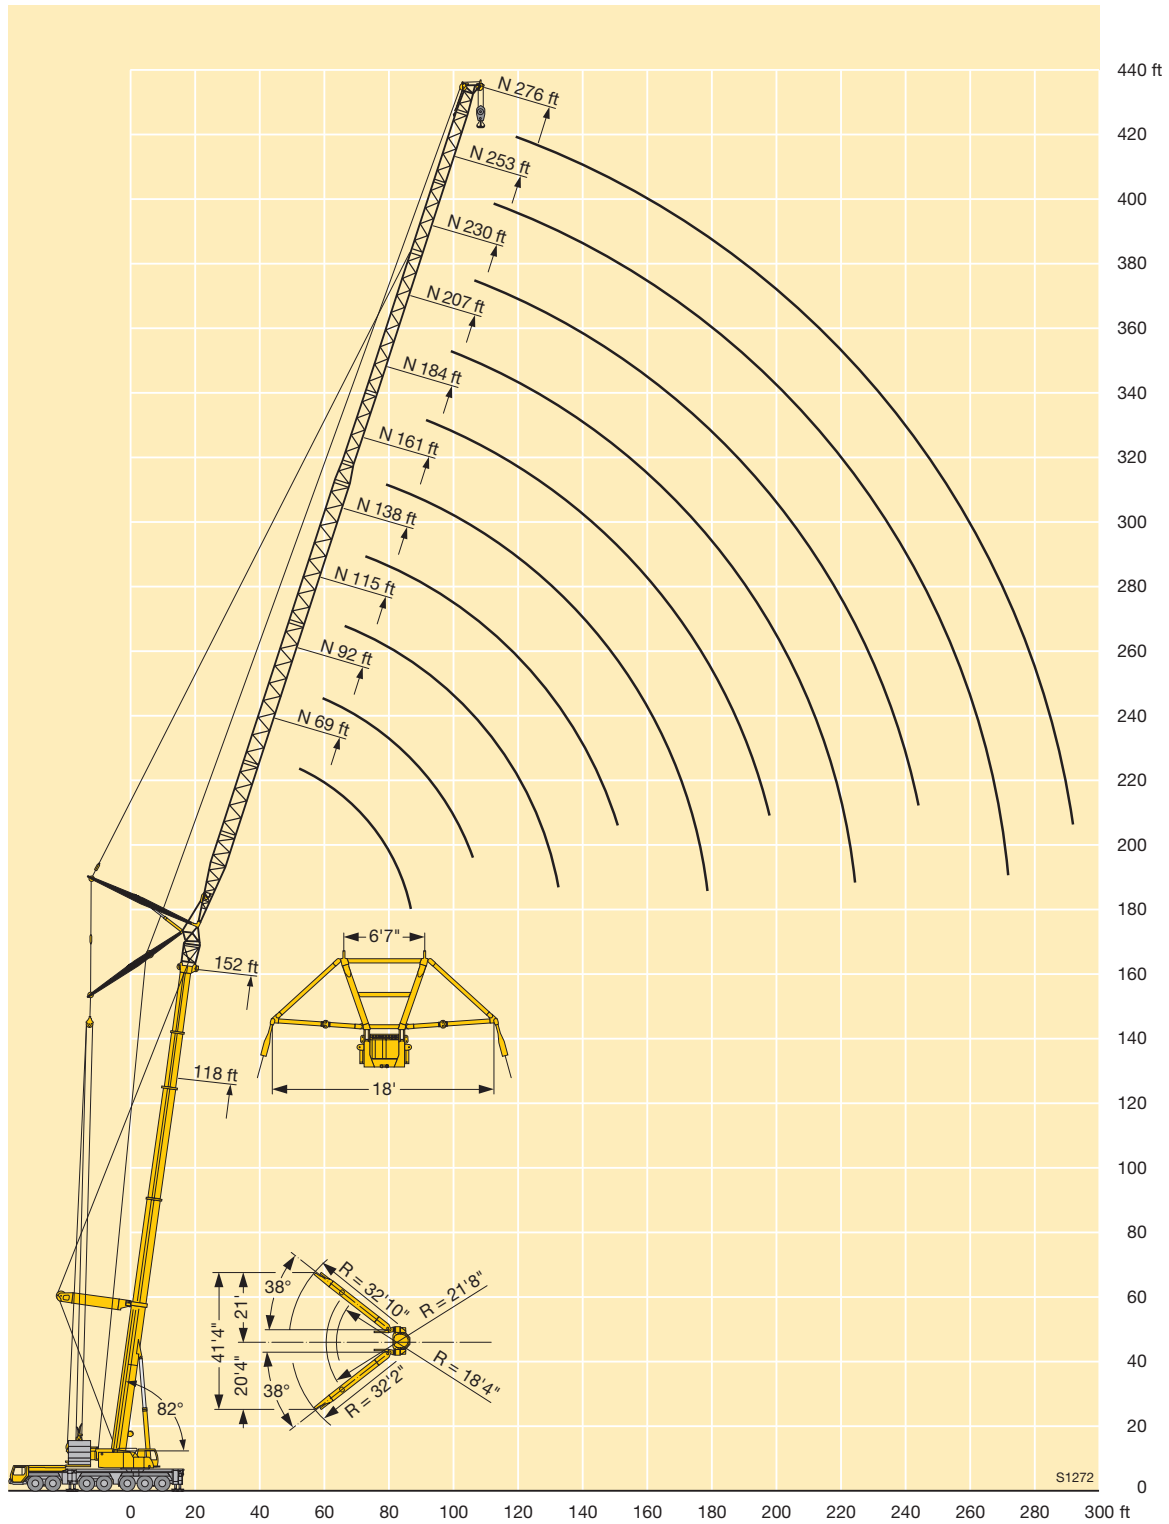 440 ft
N 276 ft
420
N 253 ft
400
N 230 ft
380
N 207 ft
360
N 184 ft
340
N 161 ft
320
N 138 ft
300
N 115 ft
280
N 92 ft
260
N 69 ft
240
220
200
180
6'7"
152 ft
160
140
118 ft
18'
120
100
80
38°
R = 32'10"
R = 21'8"
21'
60
41'4"
20'4"
40
38°
R = 32'2"
R = 18'4"
82°
20
S1272
0
0 20 40 60 80 100 120 140 160 180 200 220 240 260 280 300 ft